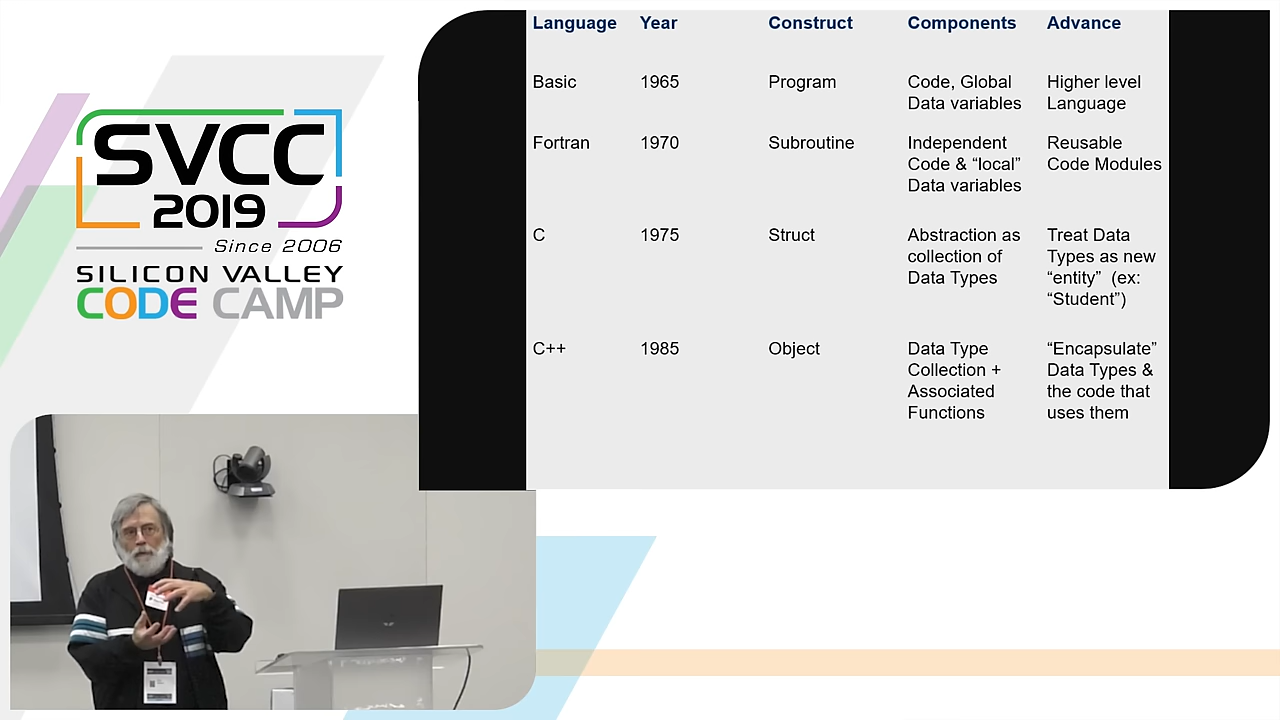 SVCC
2019
Since 2006
SILICON VALLEY
CODE CAMP
Language Year Construct Components Advance
Basic 1965 Program Code, Global Higher level
Data variables Language
Fortran 1970 Subroutine Independent Reusable
Code & “local” Code Modules
Data variables
C 1975 Struct Abstraction as Treat Data
collection of Types as new
Data Types “entity” (ex:
“Student”)
C++ 1985 Object Data Type “Encapsulate”
Collection + Data Types &
Associated the code that
Functions uses them